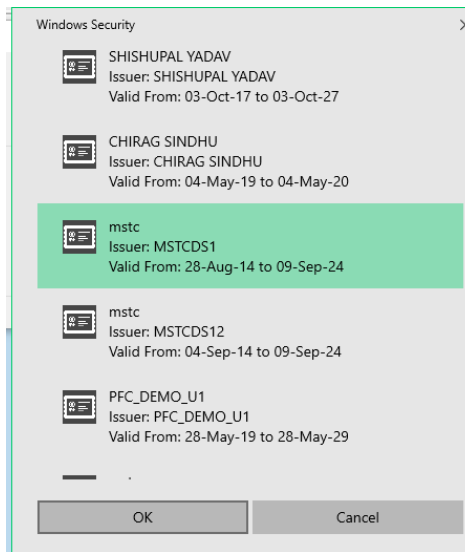 Windows Security
SHISHUPAL YADAV
Issuer: SHISHUPAL YADAV
Valid From: 03-Oct-17 to 03-Oct-27
CHIRAG SINDHU
Issuer: CHIRAG SINDHU
Valid From: 04-May-19 to 04-May-20
mstc
Issuer: MSTCDS1
Valid From: 28-Aug-14 to 09-Sep-24
mstc
Issuer: MSTCDS12
Valid From: 04-Sep-14 to 09-Sep-24
PFC_DEMO_U1
Issuer: PFC_DEMO_U1
Valid From: 28-May-19 to 28-May-29
OK
Cancel